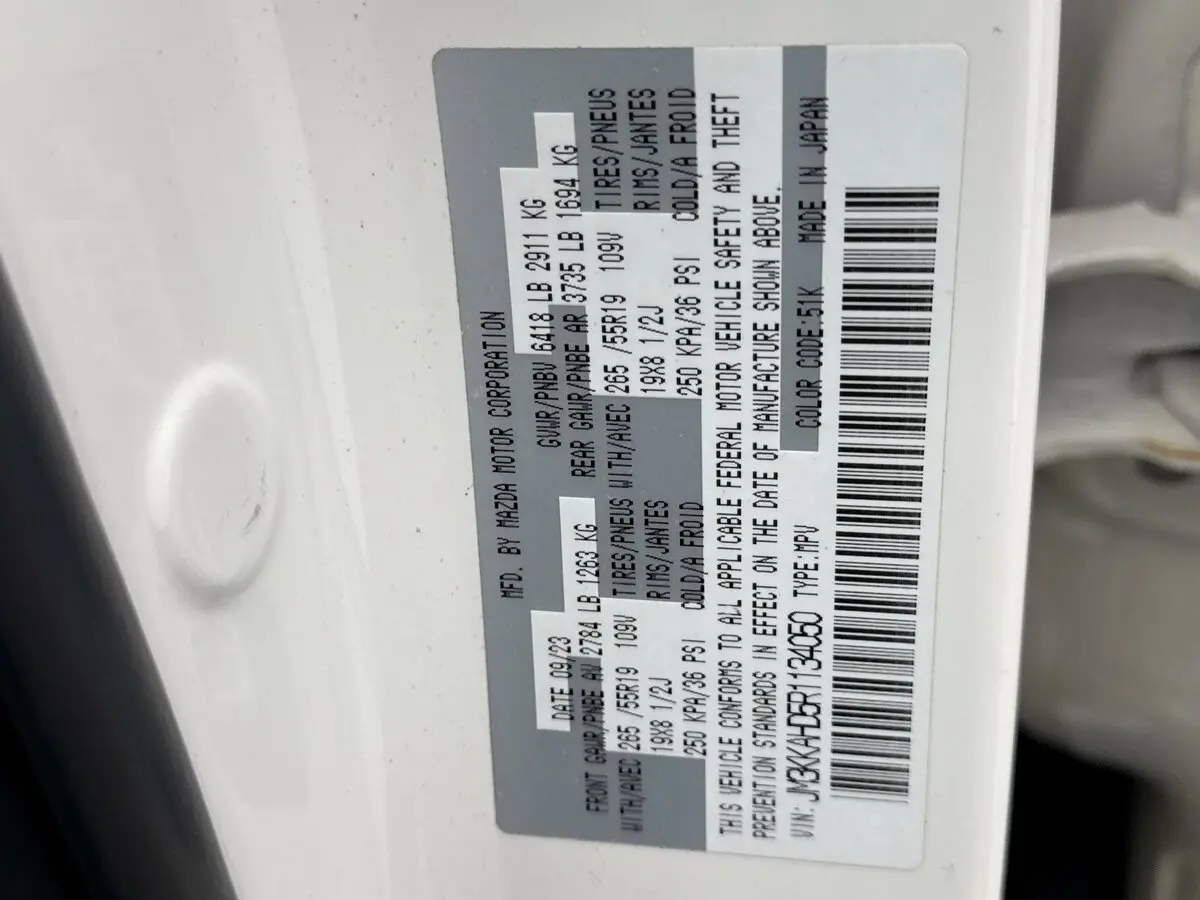 MFD. BY MAZDA MOTOR CORPORATION
DATE 09/23 GVWR/PNBV 6418 LB 2911 KG
FRONT GAWR/PNBE AV 2784 LB 1263 KG REAR GAWR/PNBE AR 3735 LB 1694 KG
WITH/AVEC 265 /55R19 109V TIRES/PNEUS WITH/AVEC 265 /55R19 109V TIRES/PNEUS
19X8 1/2J RIMS/JANTES 19X8 1/2J RIMS/JANTES
250 KPA/36 PSI COLD/A FROID 250 KPA/36 PSI COLD/A FROID
THIS VEHICLE CONFORMS TO ALL APPLICABLE FEDERAL MOTOR VEHICLE SAFETY AND THEFT
PREVENTION STANDARDS IN EFFECT ON THE DATE OF MANUFACTURE SHOWN ABOVE.
VIN: JM3KKAHD5R1134050 TYPE:MPV COLOR CODE:51K MADE IN JAPAN